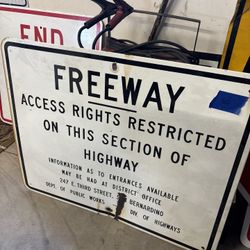 END
FREEWAY
ACCESS RIGHTS RESTRICTED
ON THIS SECTION OF
HIGHWAY
INFORMATION AS TO ENTRANCES AVAILABLE
MAY BE HAD AT DISTRICT OFFICE
247 E. THIRD STREET, BERNARDINO
DEPT. OF PUBLIC WORKS DIV. OF HIGHWAYS